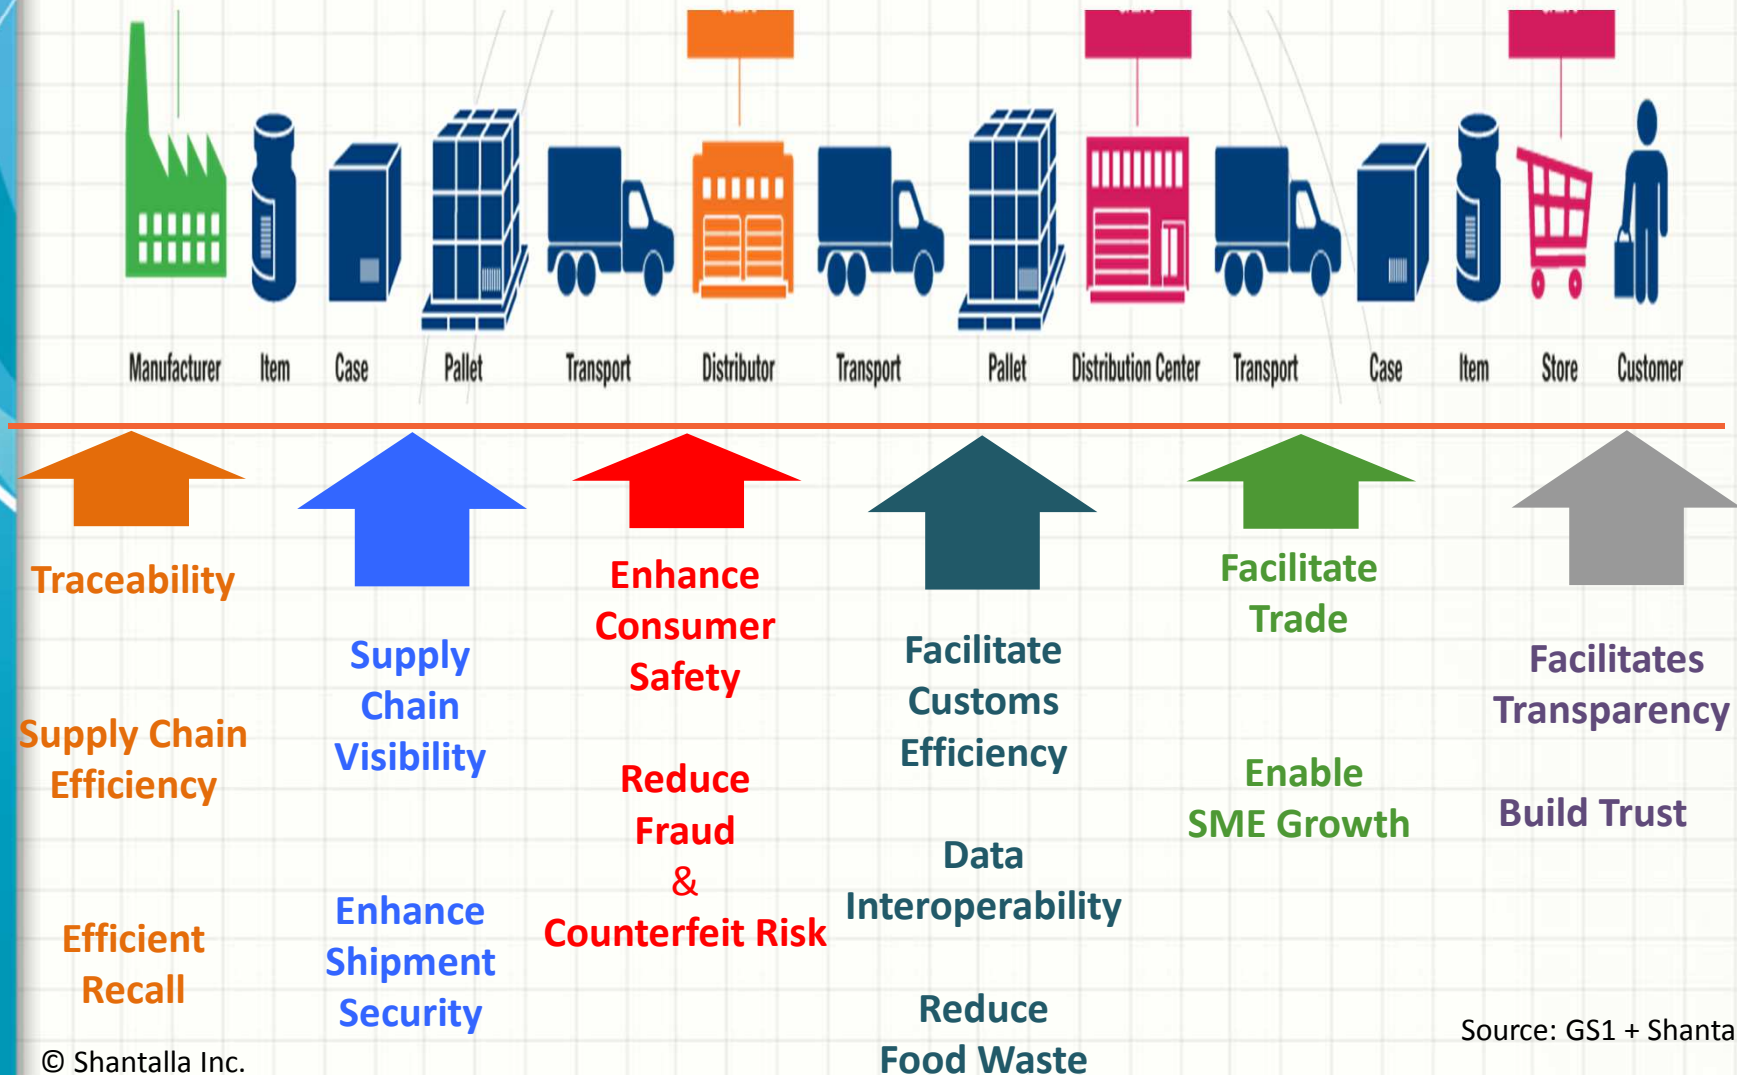 Manufacturer Item Case Pallet Transport Distributor Transport Pallet Distribution Center Transport Case Item Store Customer
Traceability
Supply Chain
Efficiency
Efficient
Recall
Supply
Chain
Visibility
Enhance
Shipment
Security
Enhance
Consumer
Safety
Reduce
Fraud
&
Counterfeit Risk
Facilitate
Customs
Efficiency
Data
Interoperability
Reduce
Food Waste
Facilitate
Trade
Enable
SME Growth
Facilitates
Transparency
Build Trust
Source: GS1 + Shanta
© Shantalla Inc.